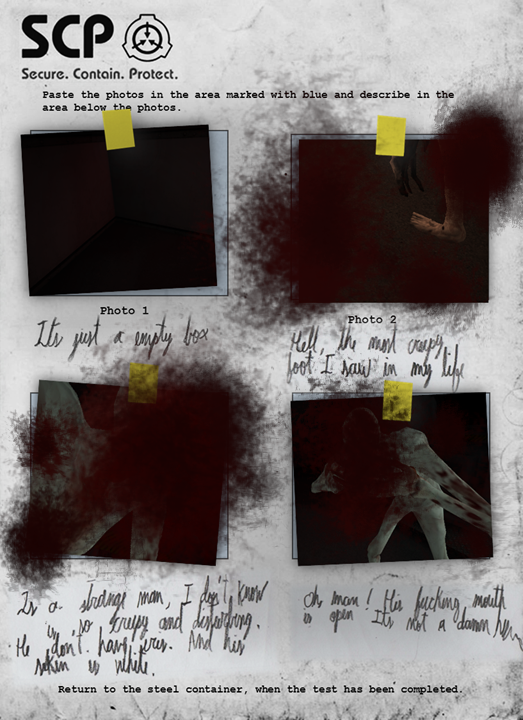 SCP
Secure. Contain. Protect.
Paste the photos in the area marked with blue and describe in the
area below the photos.
Photo 1
It's just a empty box
Photo 2
Hell, the most creepy
foot, I saw in my life
Is a strange man, I don't know
is so creepy and disturbing.
He don't have eyes. And his
skin is white.
Oh man! His fucking mouth
is open It's not a damn
Return to the steel container, when the test has been completed.